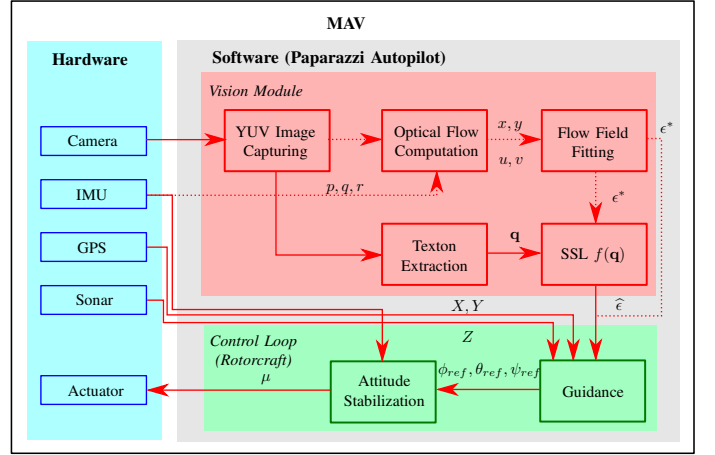 MAV
Hardware
Software (Paparazzi Autopilot)
Vision Module
Camera
YUV Image
Capturing
Optical Flow
Computation
x, y
u, v
Flow Field
Fitting
ϵ*
IMU
p, q, r
ϵ*
GPS
Texton
Extraction
q
SSL f(q)
Sonar
X, Y
ϵ̂
Control Loop
(Rotorcraft)
Z
Actuator
μ
Attitude
Stabilization
ϕref, θref, ψref
Guidance